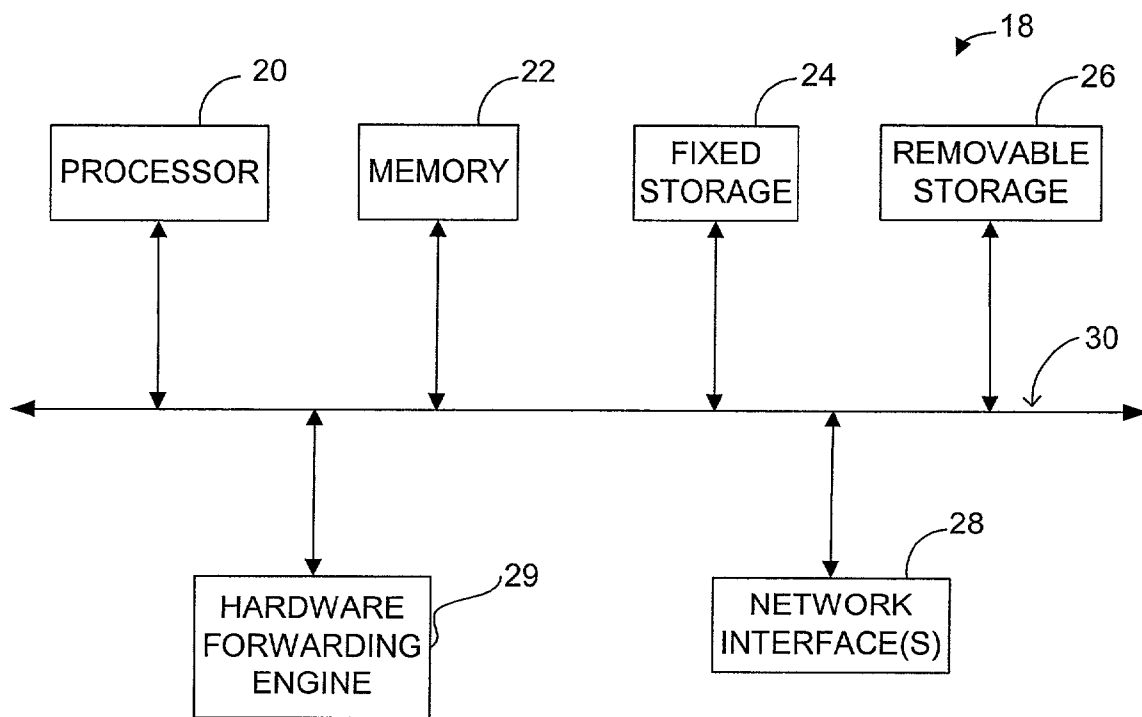 18
20
22
24
26
PROCESSOR
MEMORY
FIXED
STORAGE
REMOVABLE
STORAGE
30
29
28
HARDWARE
FORWARDING
ENGINE
NETWORK
INTERFACE(S)